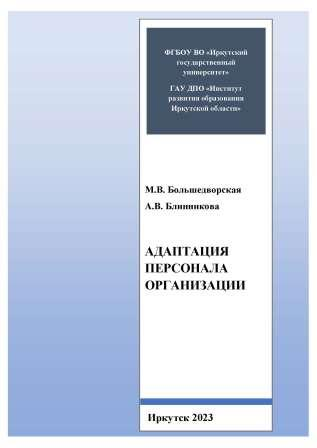 ФГБОУ ВО «Иркутский
государственный
университет»
ГАУ ДПО «Институт
развития образования
Иркутской области»
М.В. Большедворская
А.В. Блинникова
АДАПТАЦИЯ
ПЕРСОНАЛА
ОРГАНИЗАЦИИ
Иркутск 2023